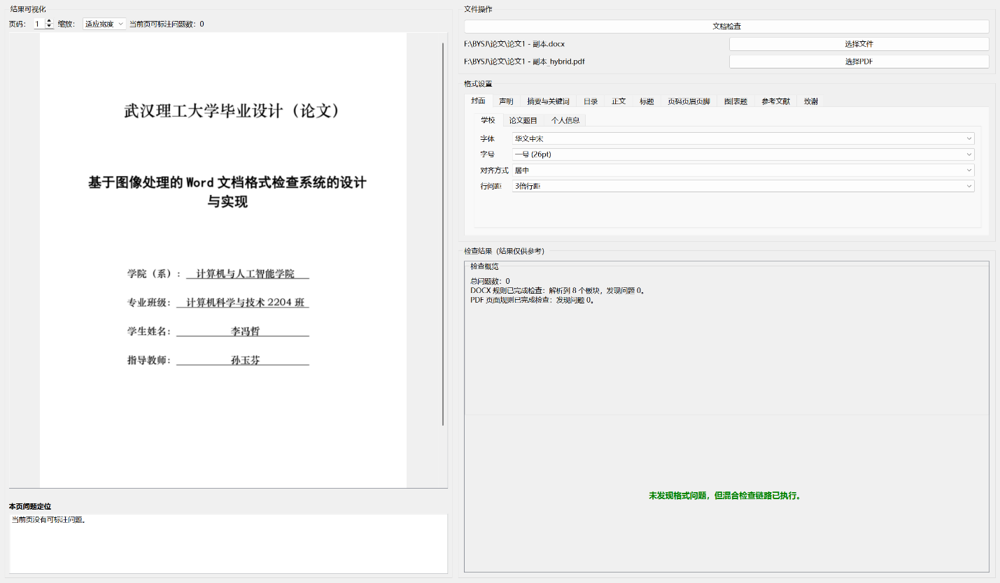 结果可视化
页码： 1 缩放： 适应宽度 当前页可标注问题数：0
武汉理工大学毕业设计（论文）
基于图像处理的 Word 文档格式检查系统的设计
与实现
学院（系）： 计算机与人工智能学院
专业班级： 计算机科学与技术 2204 班
学生姓名： 李冯哲
指导教师： 孙玉芬
本页问题定位
当前页没有可标注问题。
文件操作
文档检查
F:\BYSJ\论文\论文1 - 副本.docx 选择文件
F:\BYSJ\论文\论文1 - 副本_hybrid.pdf 选择PDF
格式设置
封面 声明 摘要与关键词 目录 正文 标题 页码页眉页脚 图表题 参考文献 致谢
学校 论文题目 个人信息
字体 华文中宋
字号 一号 (26pt)
对齐方式 居中
行间距 3倍行距
检查结果（结果仅供参考）
检查概览
总问题数：0
DOCX 规则已完成检查：解析到 8 个板块，发现问题 0。
PDF 页面规则已完成检查：发现问题 0。
未发现格式问题，但混合检查链路已执行。